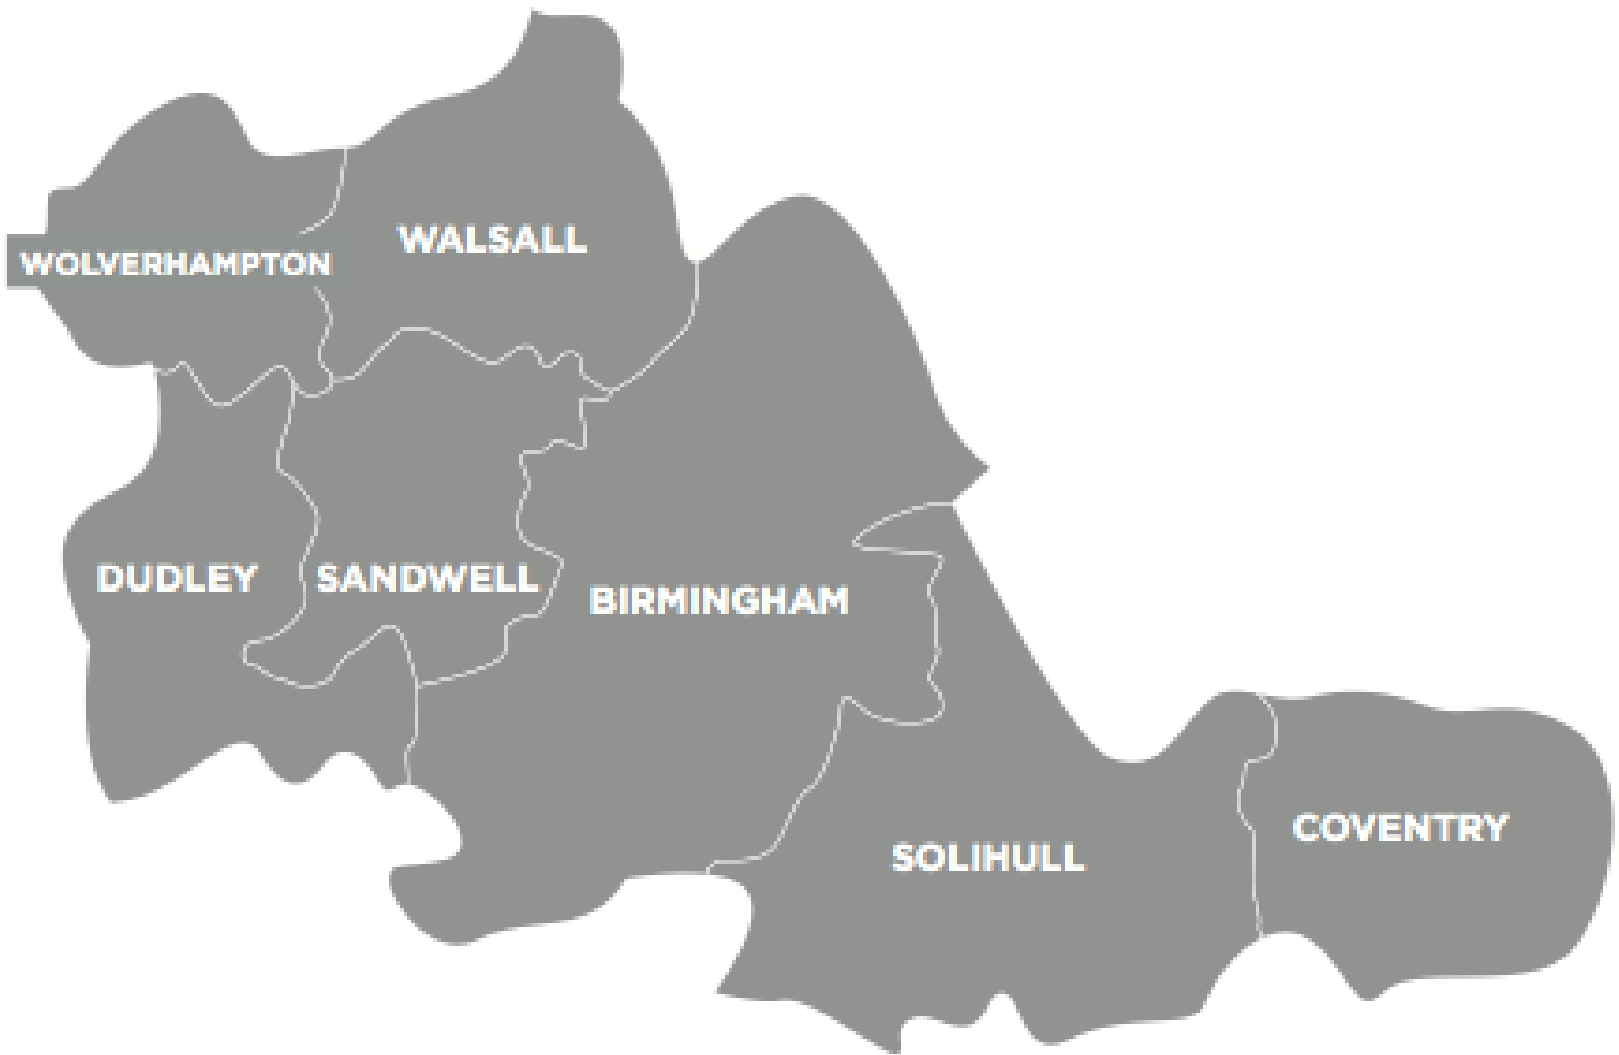 WALSALL
WOLVERHAMPTON
DUDLEY
SANDWELL
BIRMINGHAM
COVENTRY
SOLIHULL